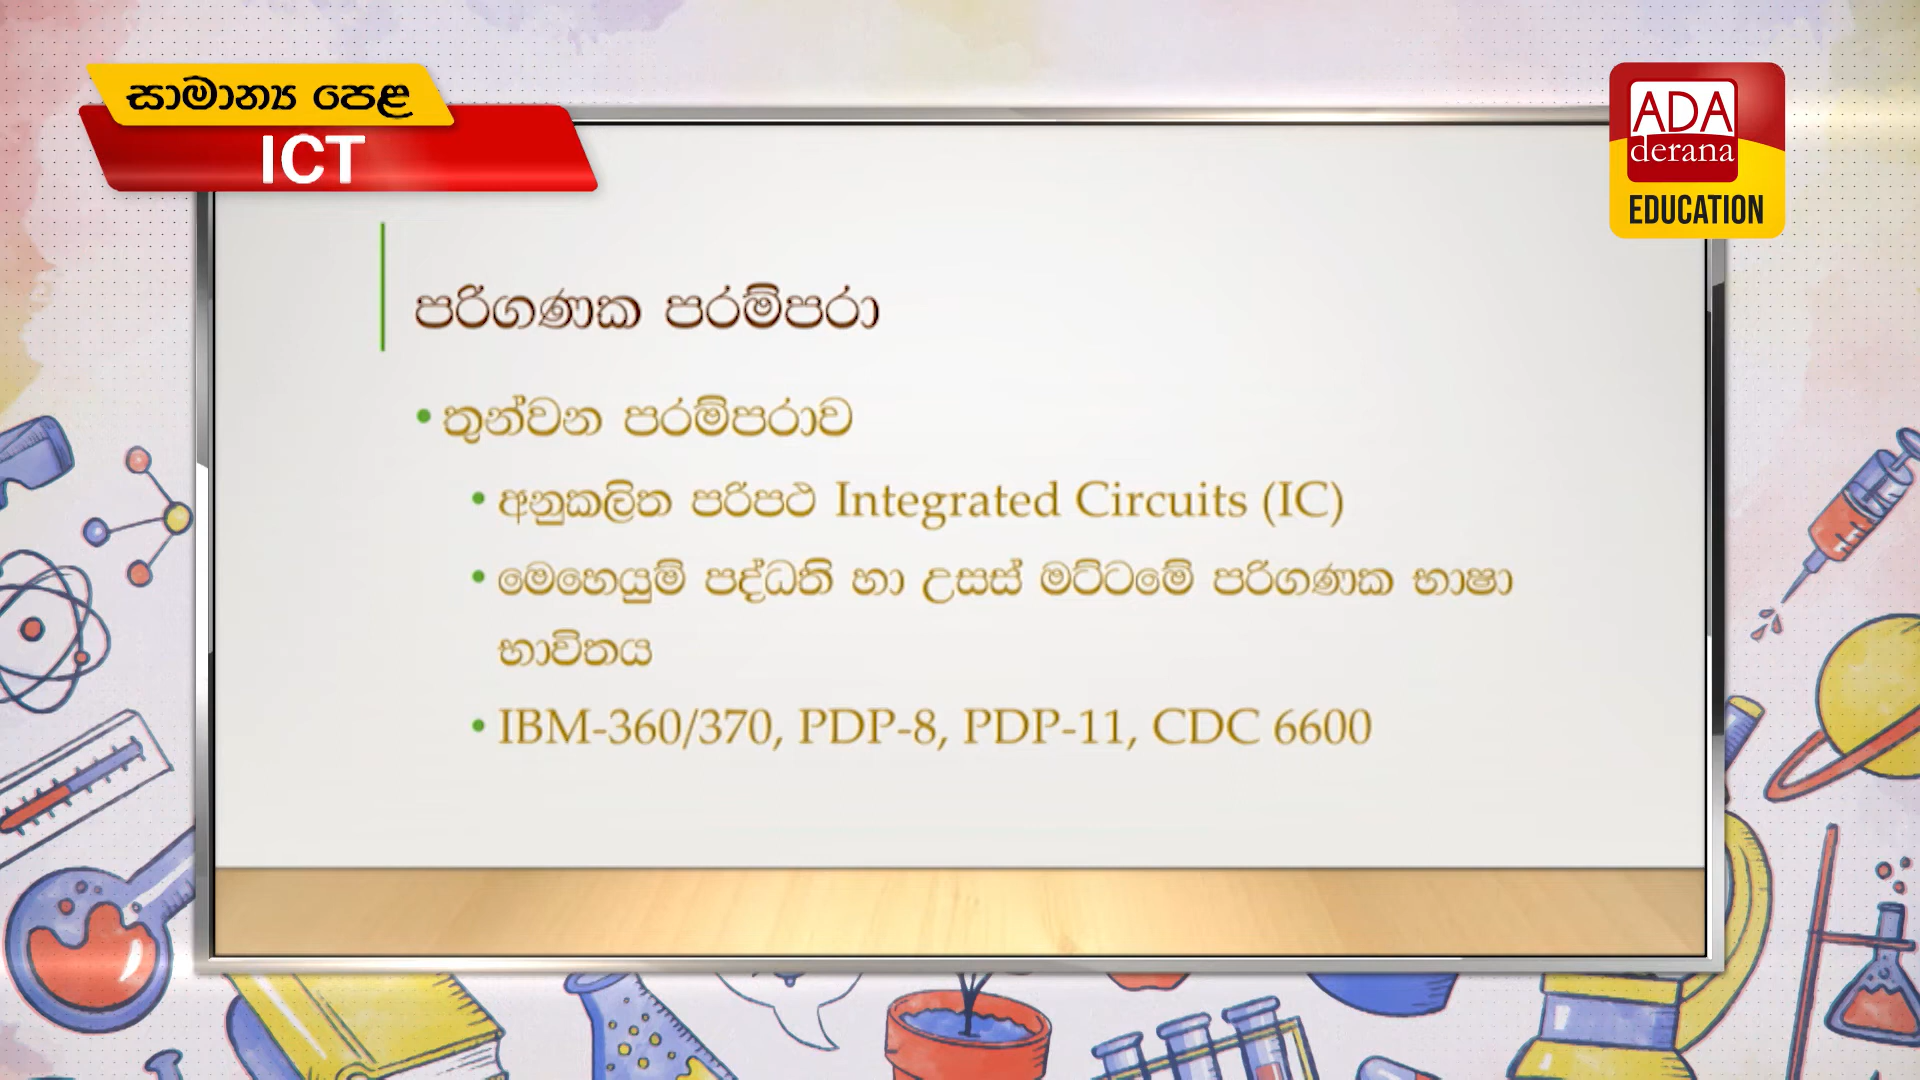 සාමාන්‍ය පෙළ
ICT
ADA
derana
EDUCATION
පරිගණක පරම්පරා
• තුන්වන පරම්පරාව
• අනුකලිත පරිපථ Integrated Circuits (IC)
• මෙහෙයුම් පද්ධති හා උසස් මට්ටමේ පරිගණක භාෂා
භාවිතය
• IBM-360/370, PDP-8, PDP-11, CDC 6600